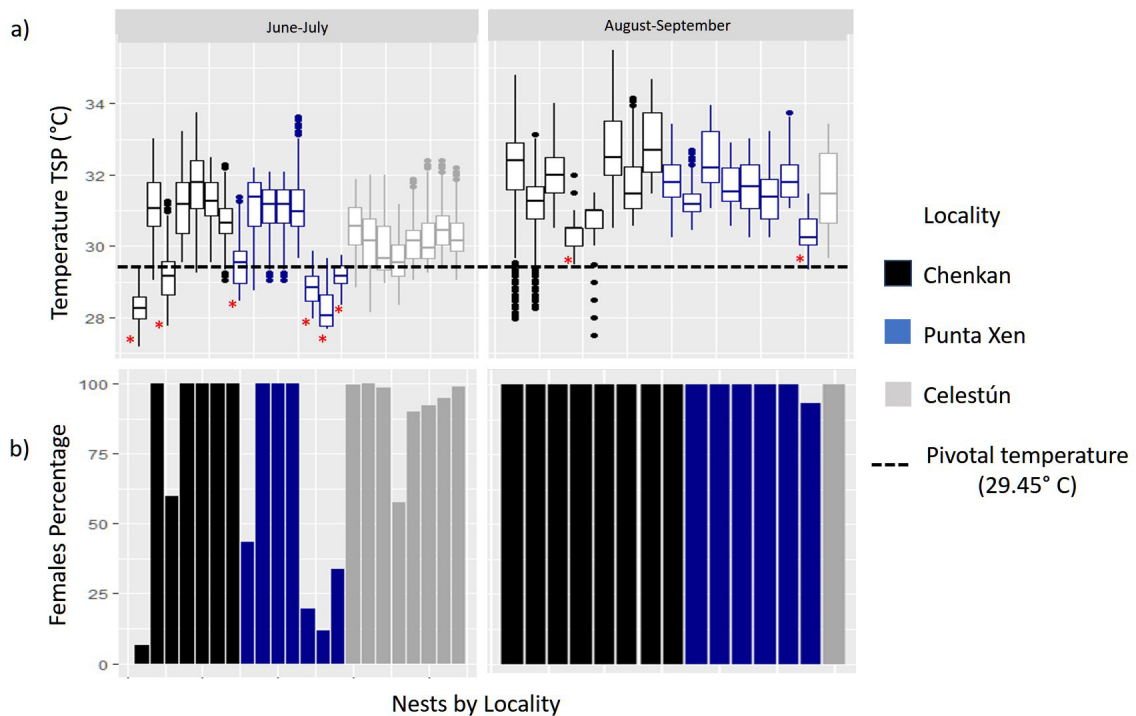 a)
June-July
August-September
Temperature TSP (°C)
34
32
30
28
*
*
*
*
*
*
*
*
Locality
Chenkan
Punta Xen
Celestún
Pivotal temperature
(29.45° C)
b)
Females Percentage
100
75
50
25
0
Nests by Locality